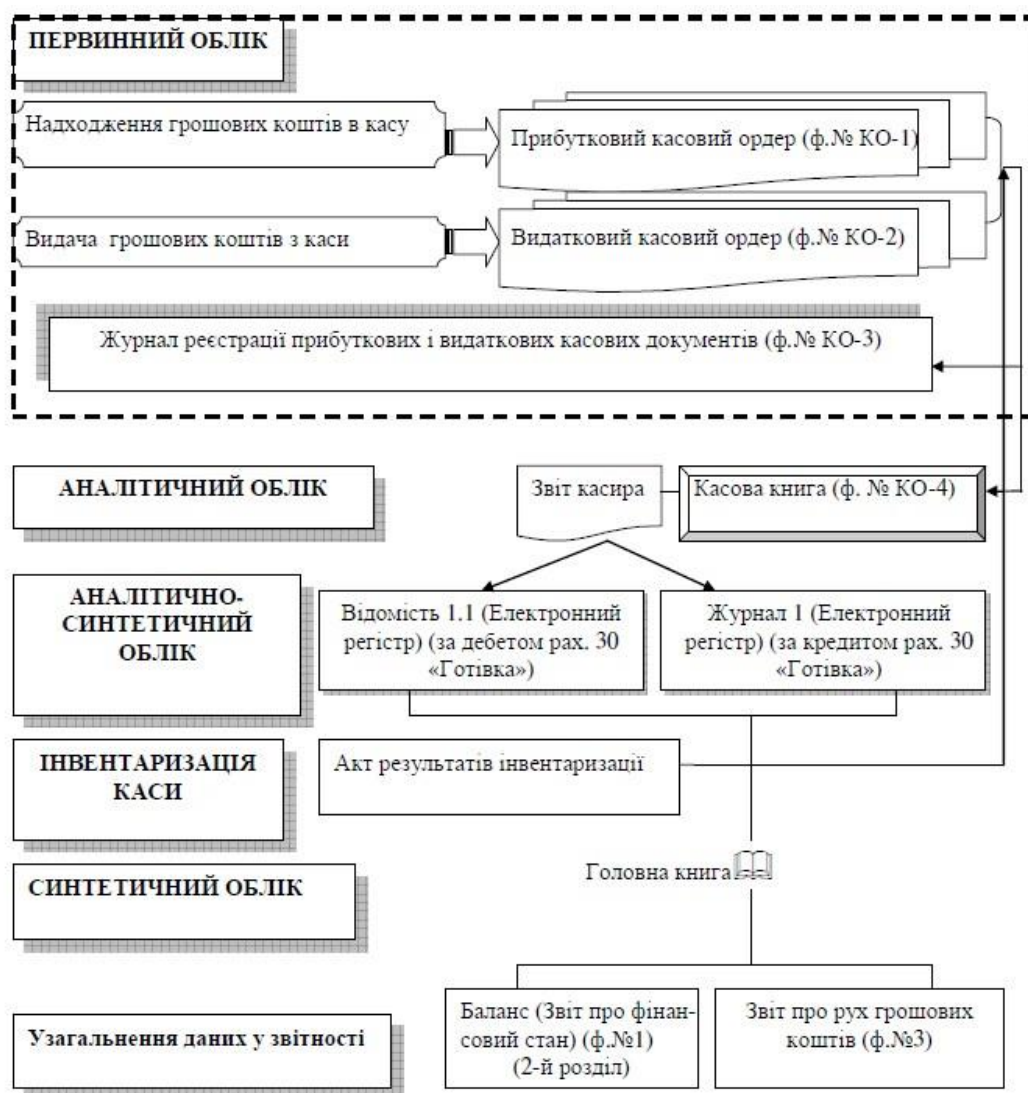 ПЕРВИННИЙ ОБЛІК
Надходження грошових коштів в касу
Прибутковий касовий ордер (ф.№ КО-1)
Видача грошових коштів з каси
Видатковий касовий ордер (ф.№ КО-2)
Журнал реєстрації прибуткових і видаткових касових документів (ф.№ КО-3)
АНАЛІТИЧНИЙ ОБЛІК
Звіт касира
Касова книга (ф. № КО-4)
АНАЛІТИЧНО-
СИНТЕТИЧНИЙ
ОБЛІК
Відомість 1.1 (Електронний
регістр) (за дебетом рах. 30
«Готівка»)
Журнал 1 (Електронний
регістр) (за кредитом рах. 30
«Готівка»)
ІНВЕНТАРИЗАЦІЯ
КАСИ
Акт результатів інвентаризації
Головна книга
СИНТЕТИЧНИЙ ОБЛІК
Узагальнення даних у звітності
Баланс (Звіт про фінан-
совий стан) (ф.№1)
(2-й розділ)
Звіт про рух грошових
коштів (ф.№3)